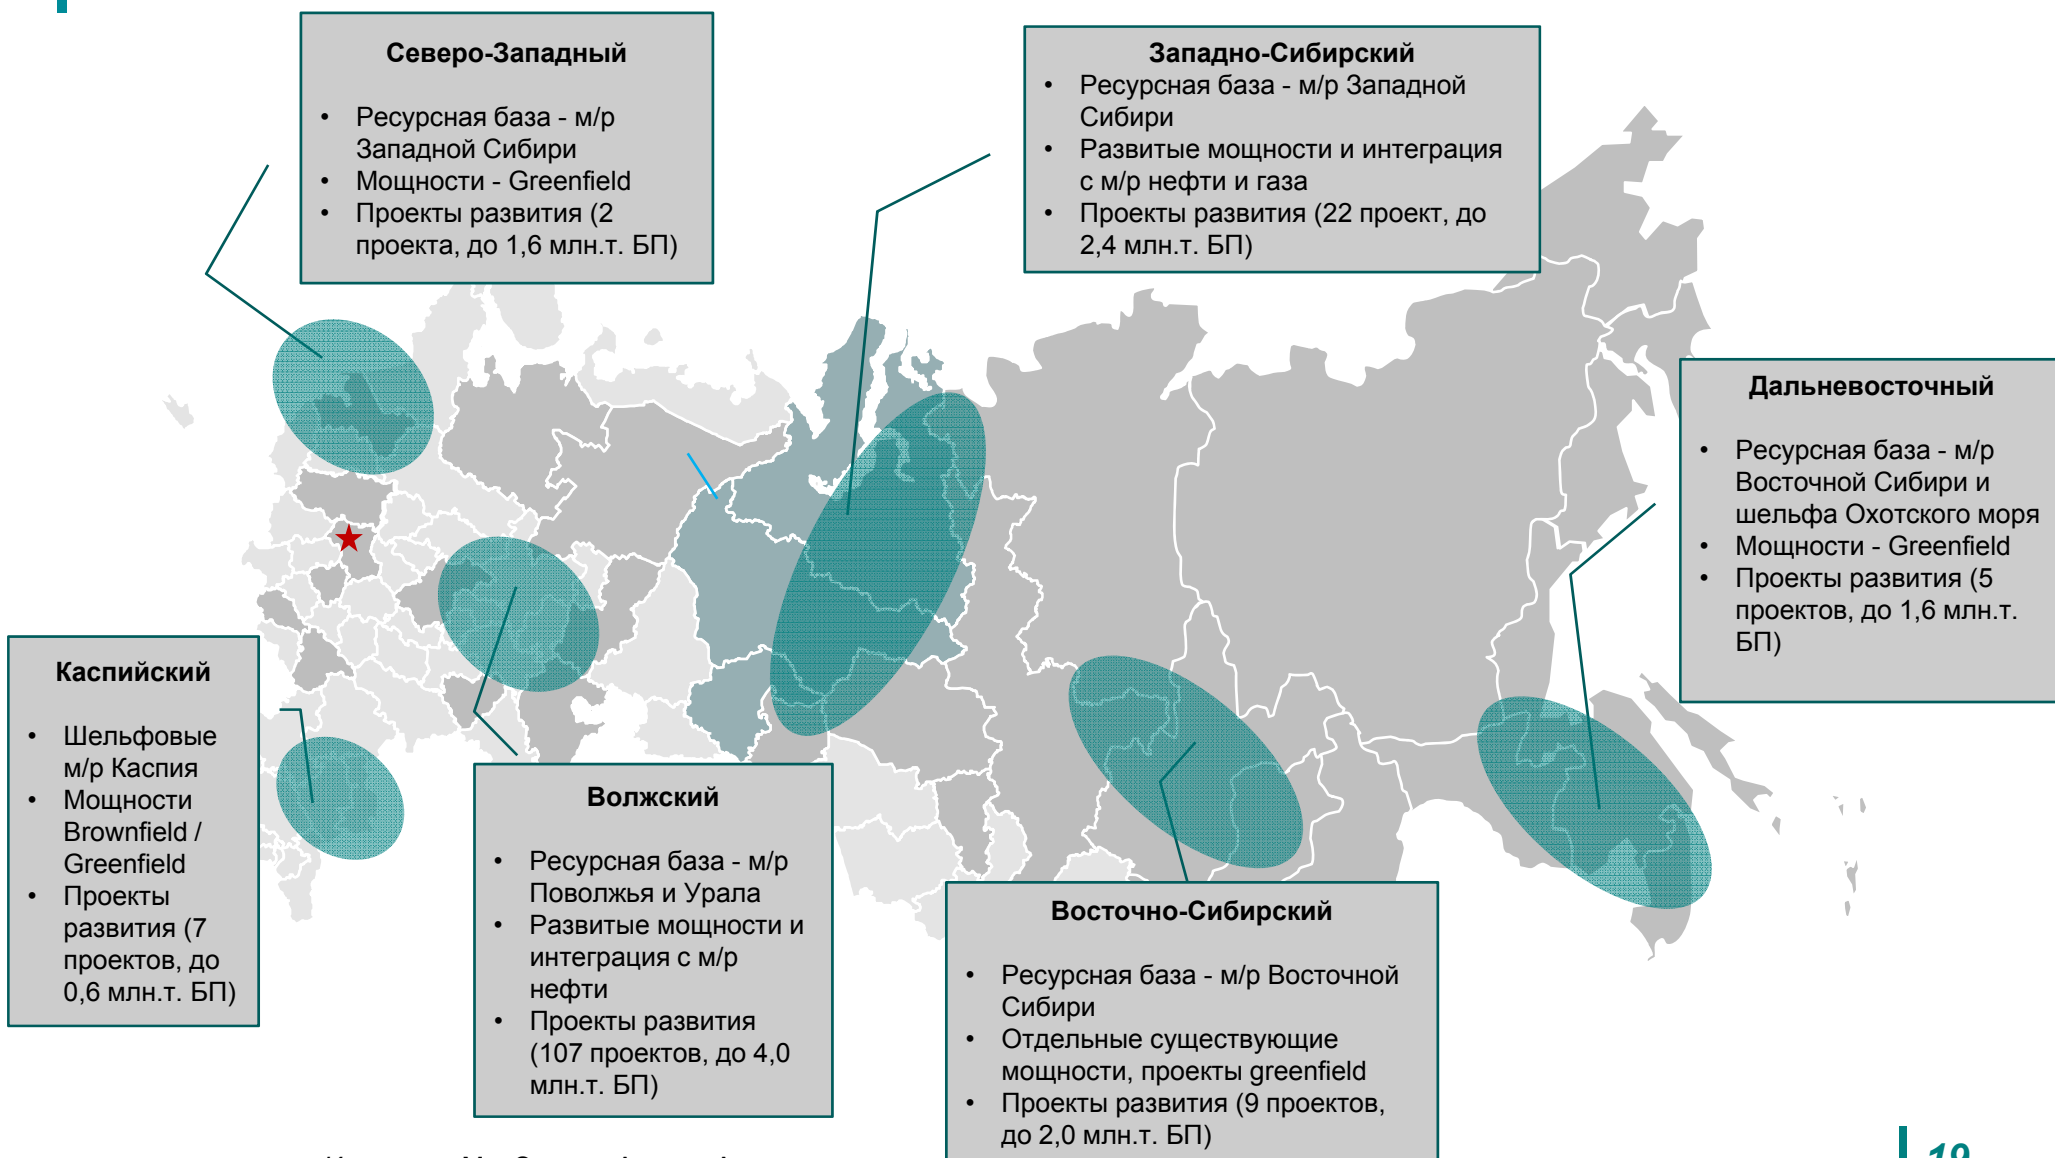 Северо-Западный
• Ресурсная база - м/р
Западной Сибири
• Мощности - Greenfield
• Проекты развития (2
проекта, до 1,6 млн.т. БП)
Западно-Сибирский
• Ресурсная база - м/р Западной
Сибири
• Развитые мощности и интеграция
с м/р нефти и газа
• Проекты развития (22 проект, до
2,4 млн.т. БП)
Дальневосточный
• Ресурсная база - м/р
Восточной Сибири и
шельфа Охотского моря
• Мощности - Greenfield
• Проекты развития (5
проектов, до 1,6 млн.т.
БП)
Каспийский
• Шельфовые
м/р Каспия
• Мощности
Brownfield /
Greenfield
• Проекты
развития (7
проектов, до
0,6 млн.т. БП)
Волжский
• Ресурсная база - м/р
Поволжья и Урала
• Развитые мощности и
интеграция с м/р
нефти
• Проекты развития
(107 проектов, до 4,0
млн.т. БП)
Восточно-Сибирский
• Ресурсная база - м/р Восточной
Сибири
• Отдельные существующие
мощности, проекты greenfield
• Проекты развития (9 проектов,
до 2,0 млн.т. БП)
19